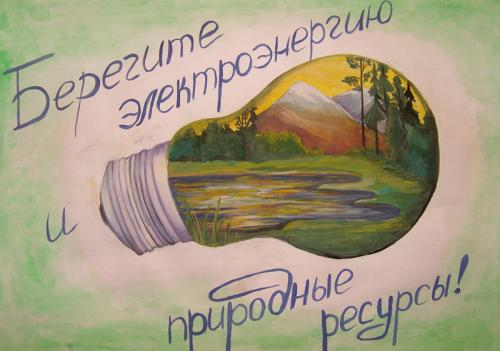 Берегите
электроэнергию
и
природные
ресурсы!